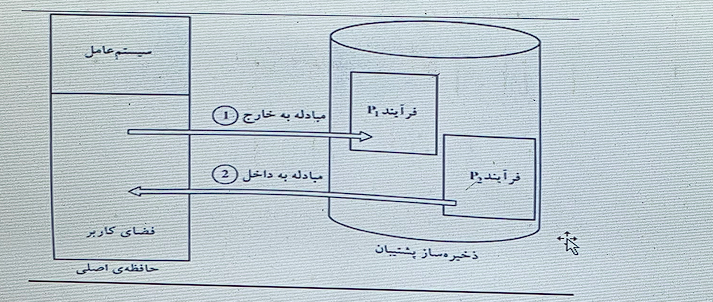 سیستم‌عامل
فرآیند P1
مبادله به خارج 1
فرآیند P2
مبادله به داخل 2
فضای کاربر
ذخیره‌ساز پشتیبان
حافظه‌ی اصلی